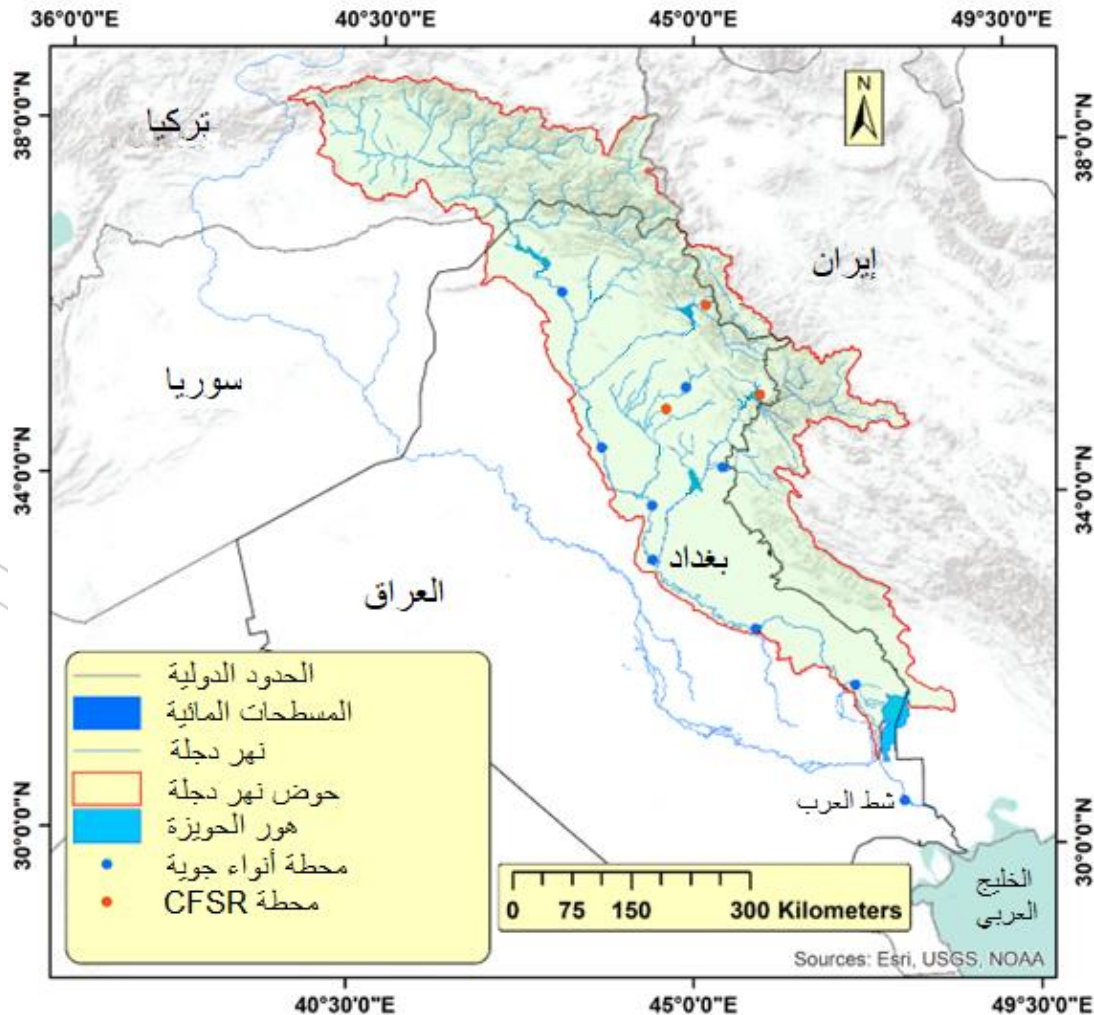 36°0'0"E 40°30'0"E 45°0'0"E 49°30'0"E
N
38°0'0"N
38°0'0"N
تركيا
إيران
سوريا
34°0'0"N
34°0'0"N
بغداد
العراق
الحدود الدولية
المسطحات المائية
نهر دجلة
حوض نهر دجلة
هور الحويزة
محطة أنواء جوية
محطة CFSR
شط العرب
30°0'0"N
30°0'0"N
الخليج
العربي
0 75 150 300 Kilometers
Sources: Esri, USGS, NOAA
40°30'0"E 45°0'0"E 49°30'0"E